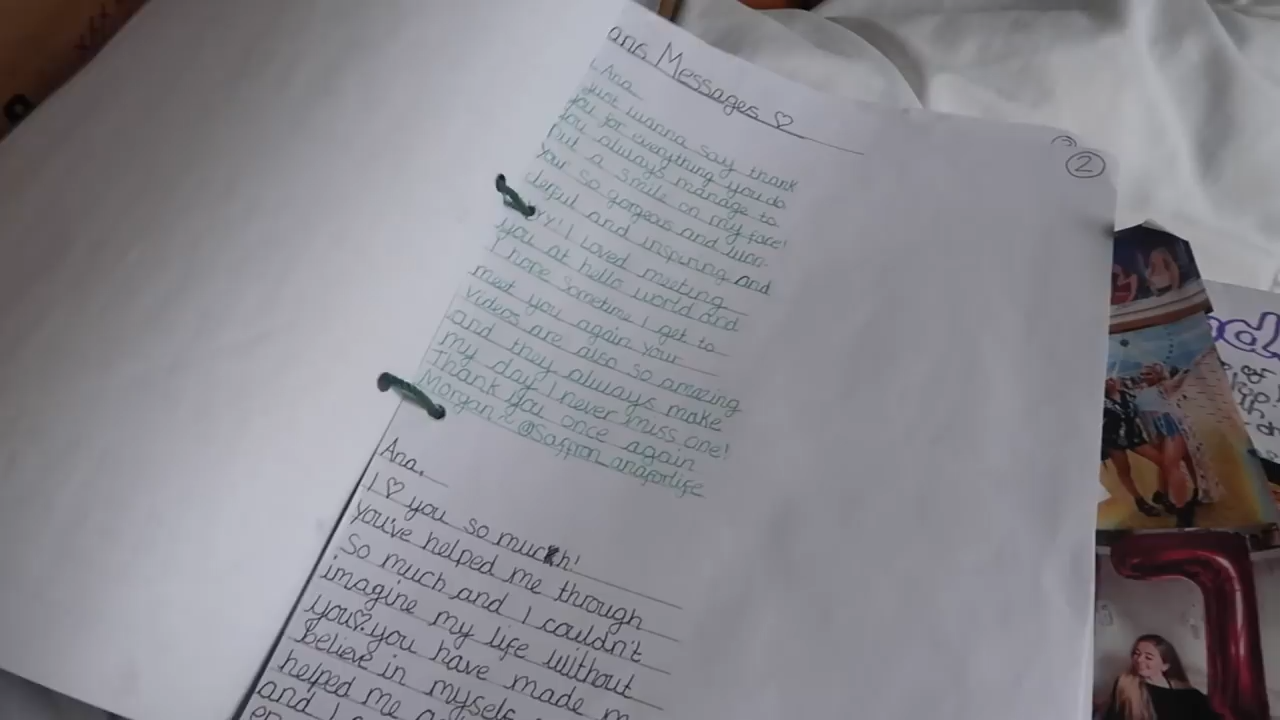 ans Messages ♡
②
Ana
just wanna say thank
you for everything you do
you always manage to
put a smile on my face!
Your so gorgeous and won-
derful and inspiring and
I loved meeting
you at hello world and
I hope sometime I get to
meet you again your
videos are also so amazing
and they always make
my day I never miss one!
Thank you once again
Morgan ~ @Saffron_anaforlife
Ana,
I ♡ you so much!
You've helped me through
so much and I couldn't
imagine my life without
you♡. you have made m
believe in myself
helped me
and I